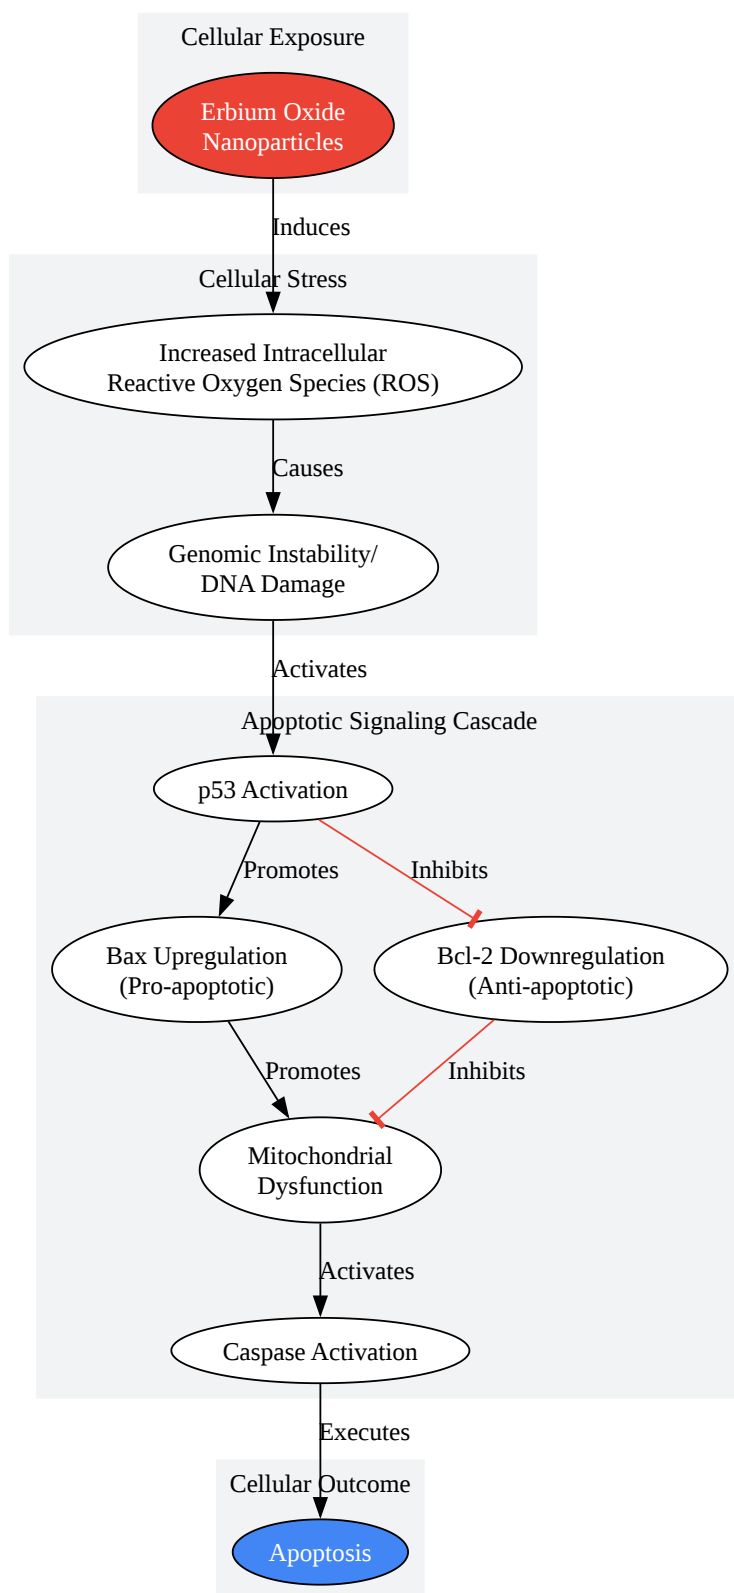 Cellular Exposure
Erbium Oxide
Nanoparticles
Induces
Cellular Stress
Increased Intracellular
Reactive Oxygen Species (ROS)
Causes
Genomic Instability/
DNA Damage
Activates
Apoptotic Signaling Cascade
p53 Activation
Promotes
Inhibits
Bax Upregulation
(Pro-apoptotic)
Bcl-2 Downregulation
(Anti-apoptotic)
Promotes
Inhibits
Mitochondrial
Dysfunction
Activates
Caspase Activation
Executes
Cellular Outcome
Apoptosis